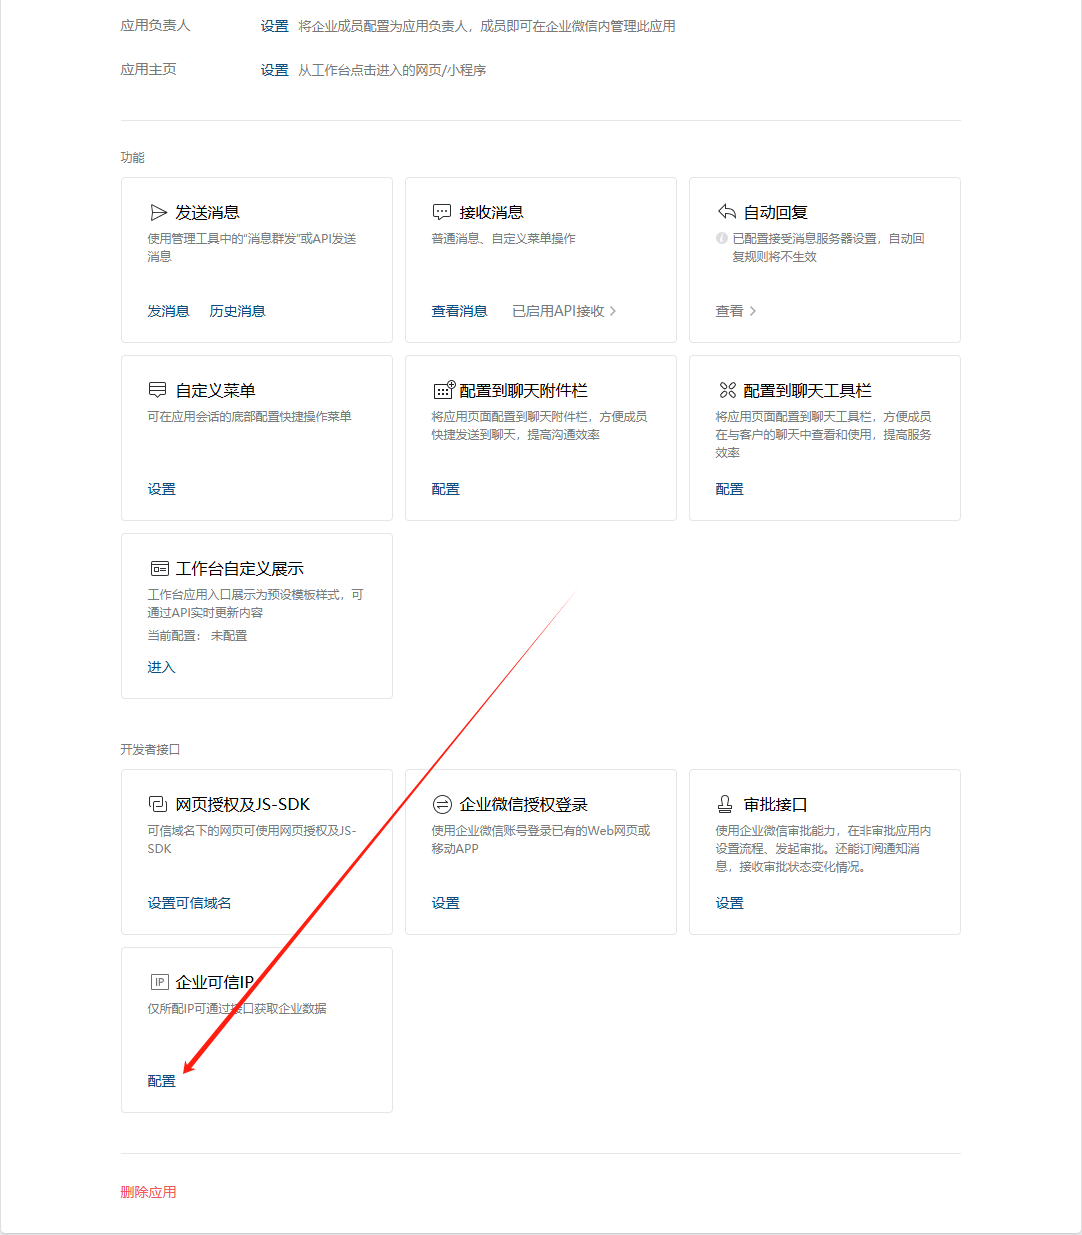 应用负责人 设置 将企业成员配置为应用负责人，成员即可在企业微信内管理此应用
应用主页 设置 从工作台点击进入的网页/小程序
功能
发送消息
使用管理工具中的“消息群发”或API发送
消息
发消息 历史消息
接收消息
普通消息、自定义菜单操作
查看消息 已启用API接收 >
自动回复
已配置接受消息服务器设置，自动回
复规则将不生效
查看 >
自定义菜单
可在应用会话的底部配置快捷操作菜单
设置
配置到聊天附件栏
将应用页面配置到聊天附件栏，方便成员
快捷发送到聊天，提高沟通效率
配置
配置到聊天工具栏
将应用页面配置到聊天工具栏，方便成员
在与客户的聊天中查看和使用，提高服务
效率
配置
工作台自定义展示
工作台应用入口展示为预设模板样式，可
通过API实时更新内容
当前配置： 未配置
进入
开发者接口
网页授权及JS-SDK
可信域名下的网页可使用网页授权及JS-
SDK
设置可信域名
企业微信授权登录
使用企业微信账号登录已有的Web网页或
移动APP
设置
审批接口
使用企业微信审批能力，在非审批应用内
设置流程、发起审批。还能订阅通知消
息，接收审批状态变化情况。
设置
IP 企业可信IP
仅所配IP可通过接口获取企业数据
配置
删除应用